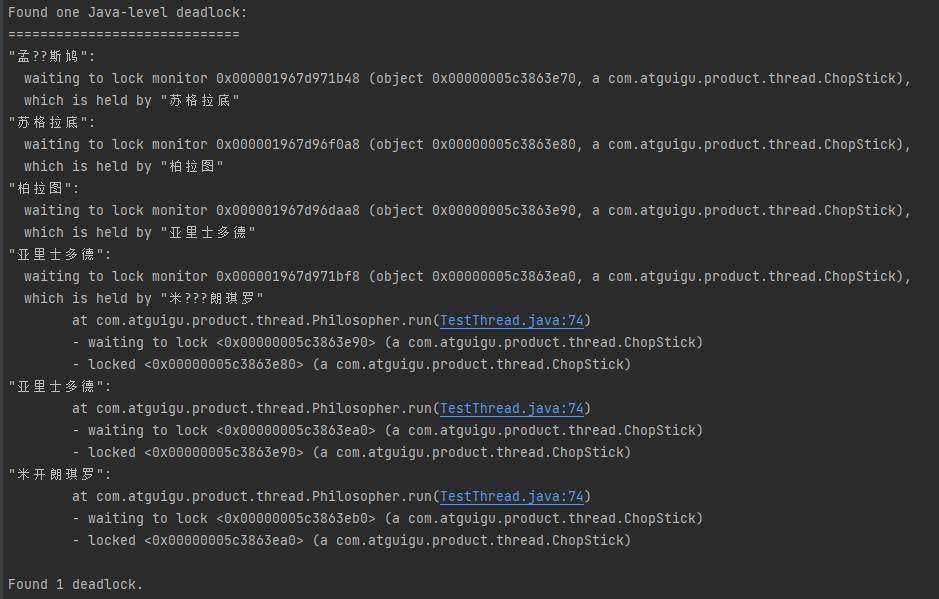 Found one Java-level deadlock:
=============================
"孟??斯鸠":
waiting to lock monitor 0x000001967d971b48 (object 0x00000005c3863e70, a com.atguigu.product.thread.ChopStick),
which is held by "苏格拉底"
"苏格拉底":
waiting to lock monitor 0x000001967d96f0a8 (object 0x00000005c3863e80, a com.atguigu.product.thread.ChopStick),
which is held by "柏拉图"
"柏拉图":
waiting to lock monitor 0x000001967d96daa8 (object 0x00000005c3863e90, a com.atguigu.product.thread.ChopStick),
which is held by "亚里士多德"
"亚里士多德":
waiting to lock monitor 0x000001967d971bf8 (object 0x00000005c3863ea0, a com.atguigu.product.thread.ChopStick),
which is held by "米???朗琪罗"
at com.atguigu.product.thread.Philosopher.run(TestThread.java:74)
- waiting to lock <0x00000005c3863e90> (a com.atguigu.product.thread.ChopStick)
- locked <0x00000005c3863e80> (a com.atguigu.product.thread.ChopStick)
"亚里士多德":
at com.atguigu.product.thread.Philosopher.run(TestThread.java:74)
- waiting to lock <0x00000005c3863ea0> (a com.atguigu.product.thread.ChopStick)
- locked <0x00000005c3863e90> (a com.atguigu.product.thread.ChopStick)
"米开朗琪罗":
at com.atguigu.product.thread.Philosopher.run(TestThread.java:74)
- waiting to lock <0x00000005c3863eb0> (a com.atguigu.product.thread.ChopStick)
- locked <0x00000005c3863ea0> (a com.atguigu.product.thread.ChopStick)
Found 1 deadlock.